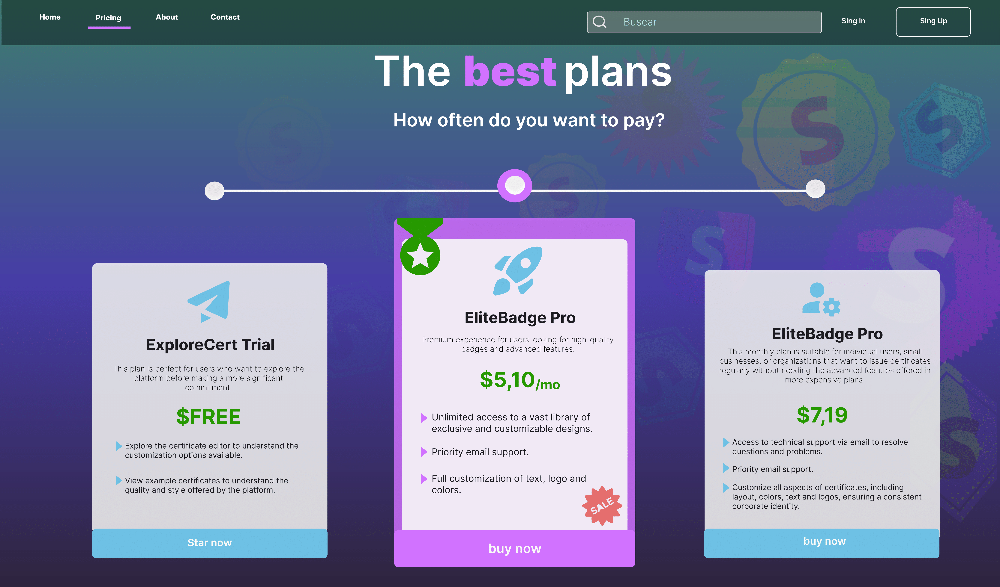 Home
Pricing
About
Contact
Buscar
Sing In
Sing Up
The best plans
How often do you want to pay?
ExploreCert Trial
This plan is perfect for users who want to explore the
platform before making a more significant
commitment.
$FREE
Explore the certificate editor to understand the
customization options available.
View example certificates to understand the
quality and style offered by the platform.
Star now
EliteBadge Pro
Premium experience for users looking for high-quality
badges and advanced features.
$5,10/mo
Unlimited access to a vast library of
exclusive and customizable designs.
Priority email support.
Full customization of text, logo and
colors.
SALE
buy now
EliteBadge Pro
This monthly plan is suitable for individual users, small
businesses, or organizations that want to issue certificates
regularly without needing the advanced features offered in
more expensive plans.
$7,19
Access to technical support via email to resolve
questions and problems.
Priority email support.
Customize all aspects of certificates, including
layout, colors, text and logos, ensuring a consistent
corporate identity.
buy now